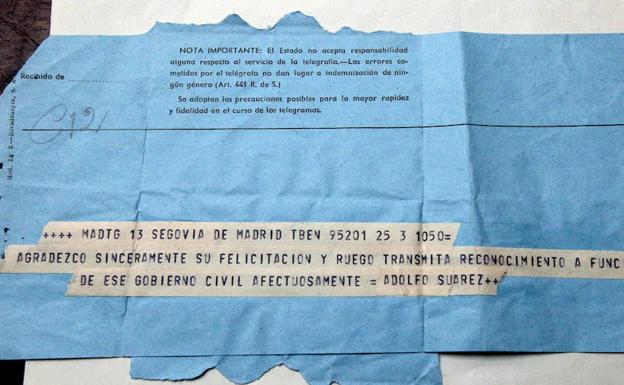 NOTA IMPORTANTE: El Estado no acepta responsabilidad
alguna respecto al servicio de la telegrafía.—Los errores co-
metidos por el telégrafo no dan lugar a indemnización de nin-
gún género (Art. 441 R. de S.)
Se adoptan las precauciones posibles para la mayor rapidez
y fidelidad en el curso de los telegramas.
Recibido de
++++ MADTG 13 SEGOVIA DE MADRID TBEN 95201 25 3 1050=
AGRADEZCO SINCERAMENTE SU FELICITACION Y RUEGO TRANSMITA RECONOCIMIENTO A FUNC
DE ESE GOBIERNO CIVIL AFECTUOSAMENTE = ADOLFO SUAREZ++